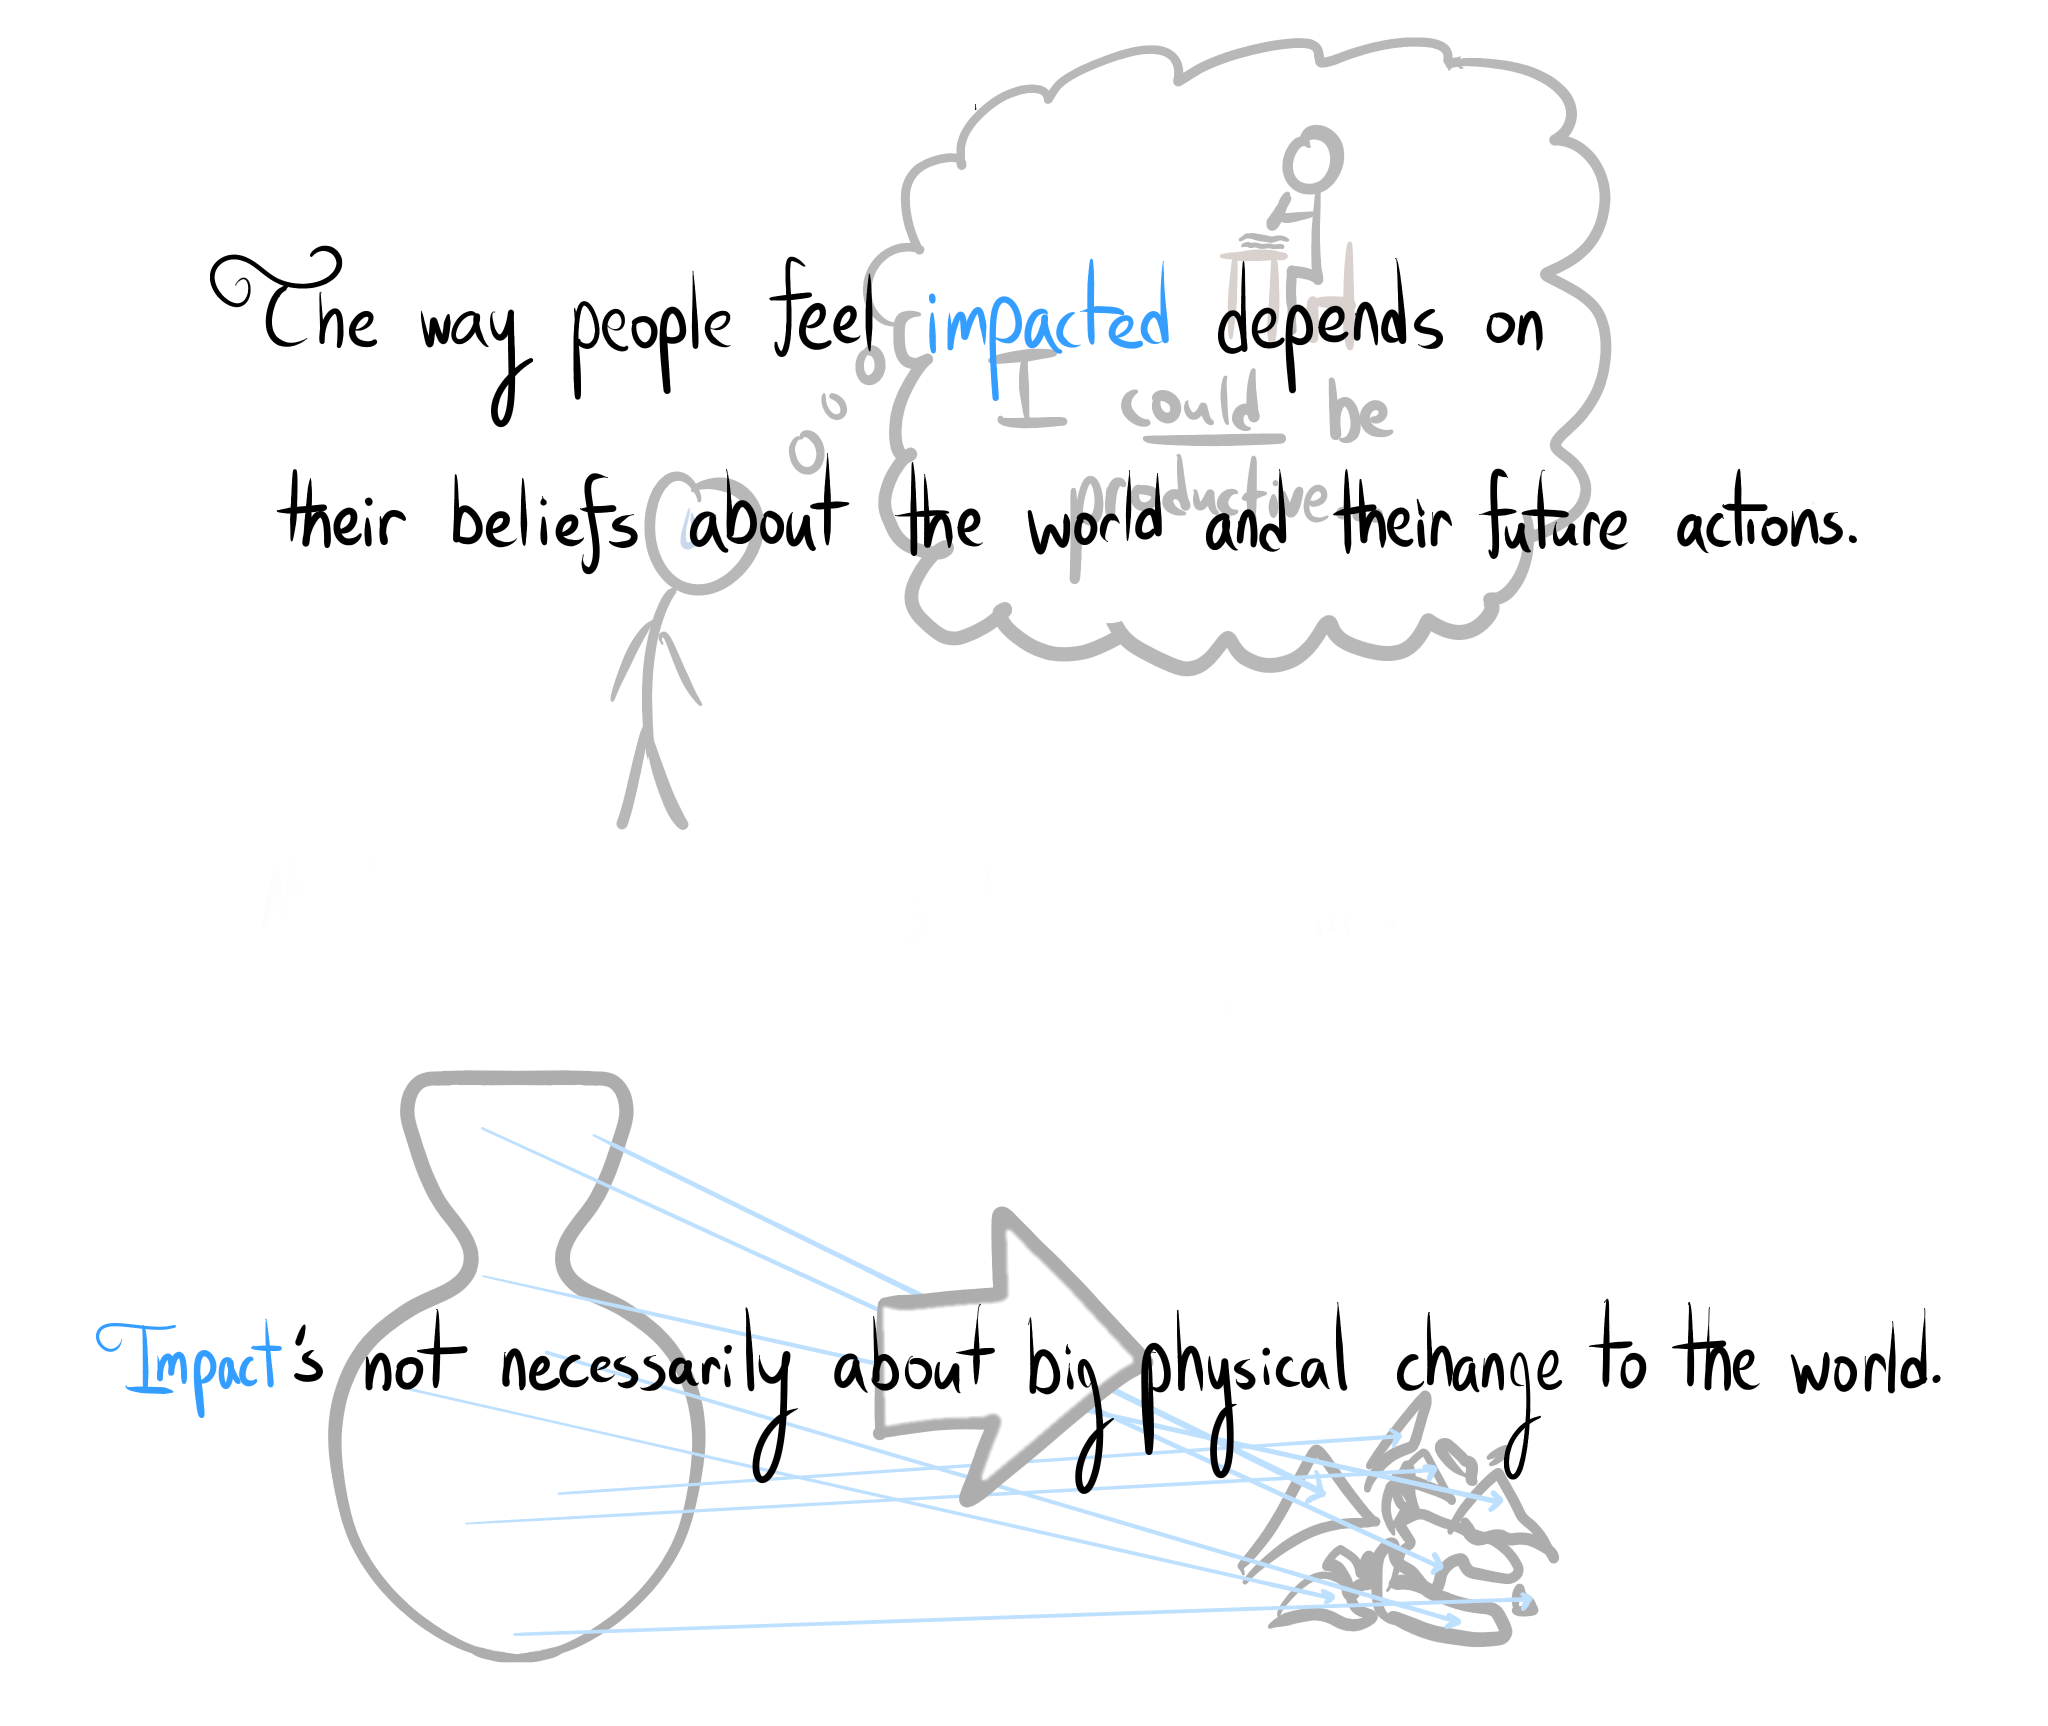 The way people feel impacted depends on
I could be
productive
their beliefs about the world and their future actions.
Impact's not necessarily about big physical change to the world.